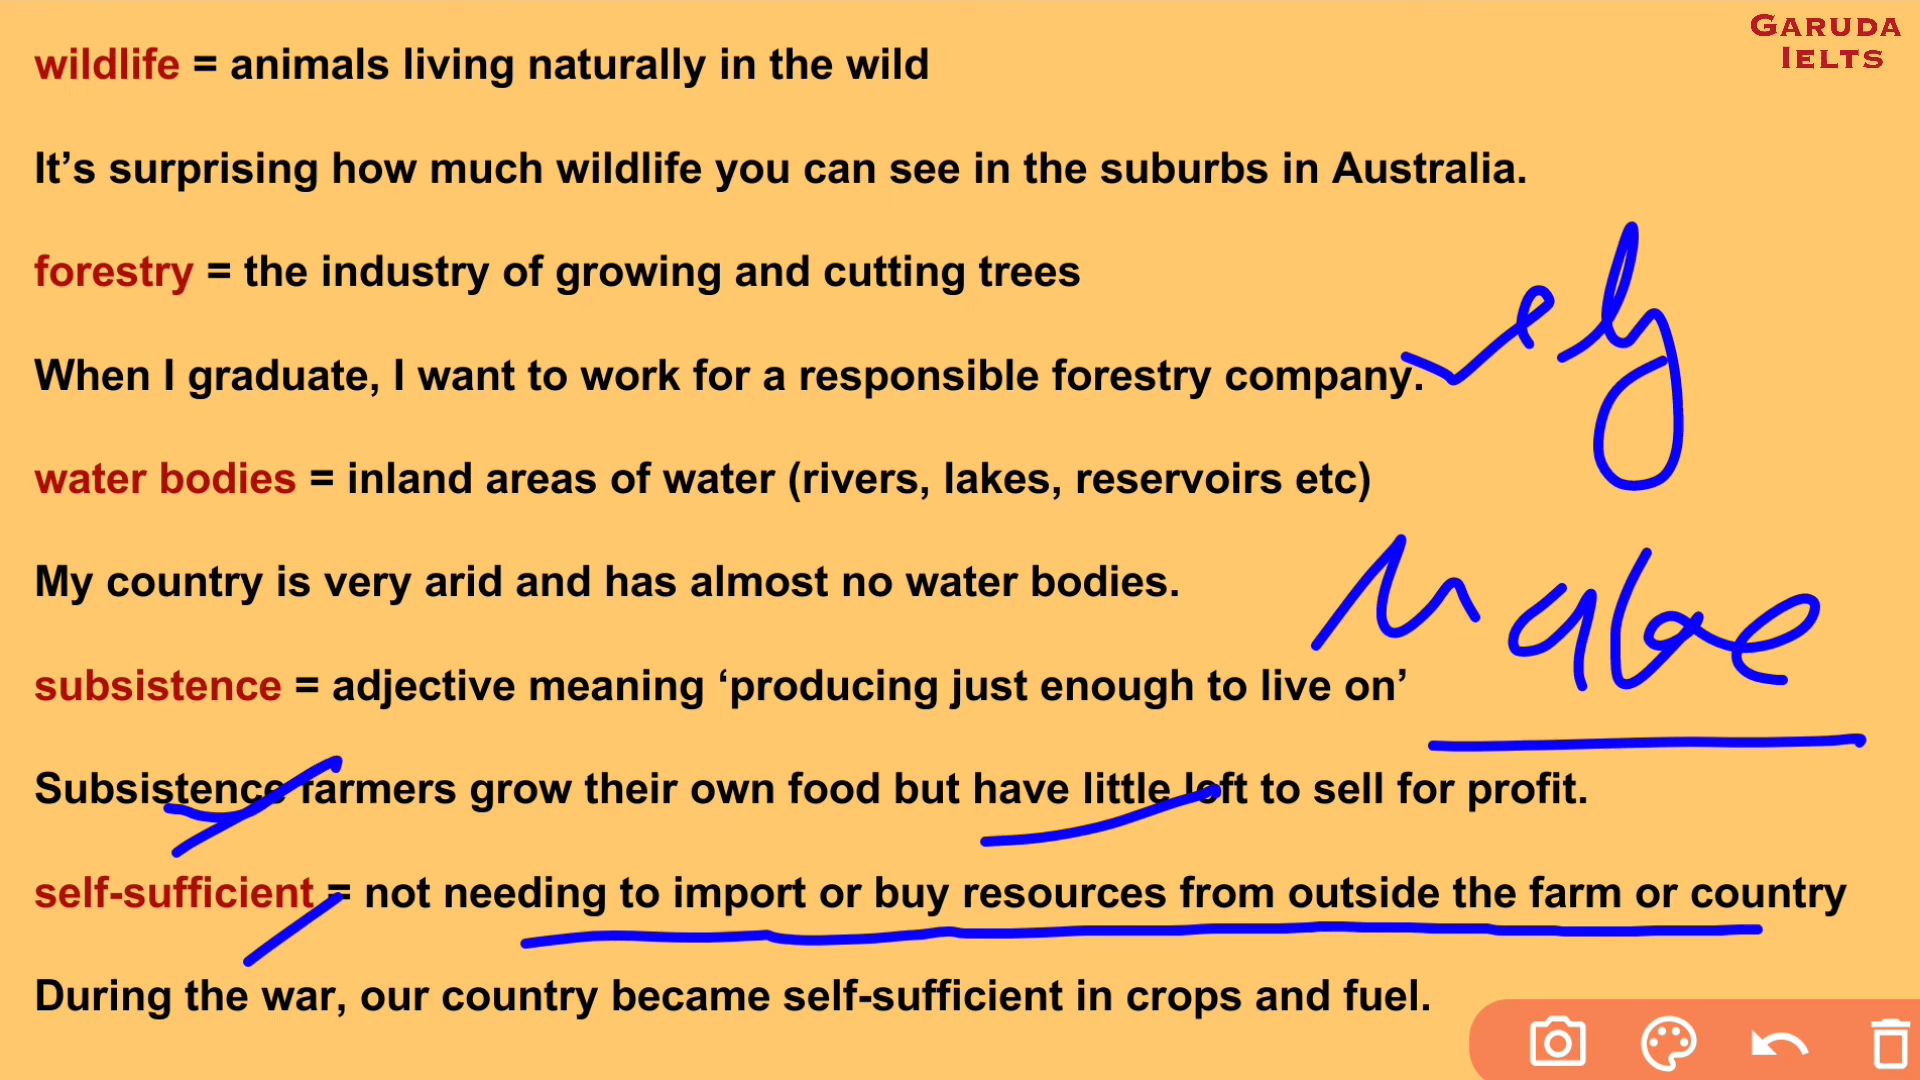 GARUDA
IELTS
wildlife = animals living naturally in the wild
It’s surprising how much wildlife you can see in the suburbs in Australia.
forestry = the industry of growing and cutting trees
When I graduate, I want to work for a responsible forestry company.
water bodies = inland areas of water (rivers, lakes, reservoirs etc)
My country is very arid and has almost no water bodies.
subsistence = adjective meaning ‘producing just enough to live on’
Subsistence farmers grow their own food but have little left to sell for profit.
self-sufficient = not needing to import or buy resources from outside the farm or country
During the war, our country became self-sufficient in crops and fuel.